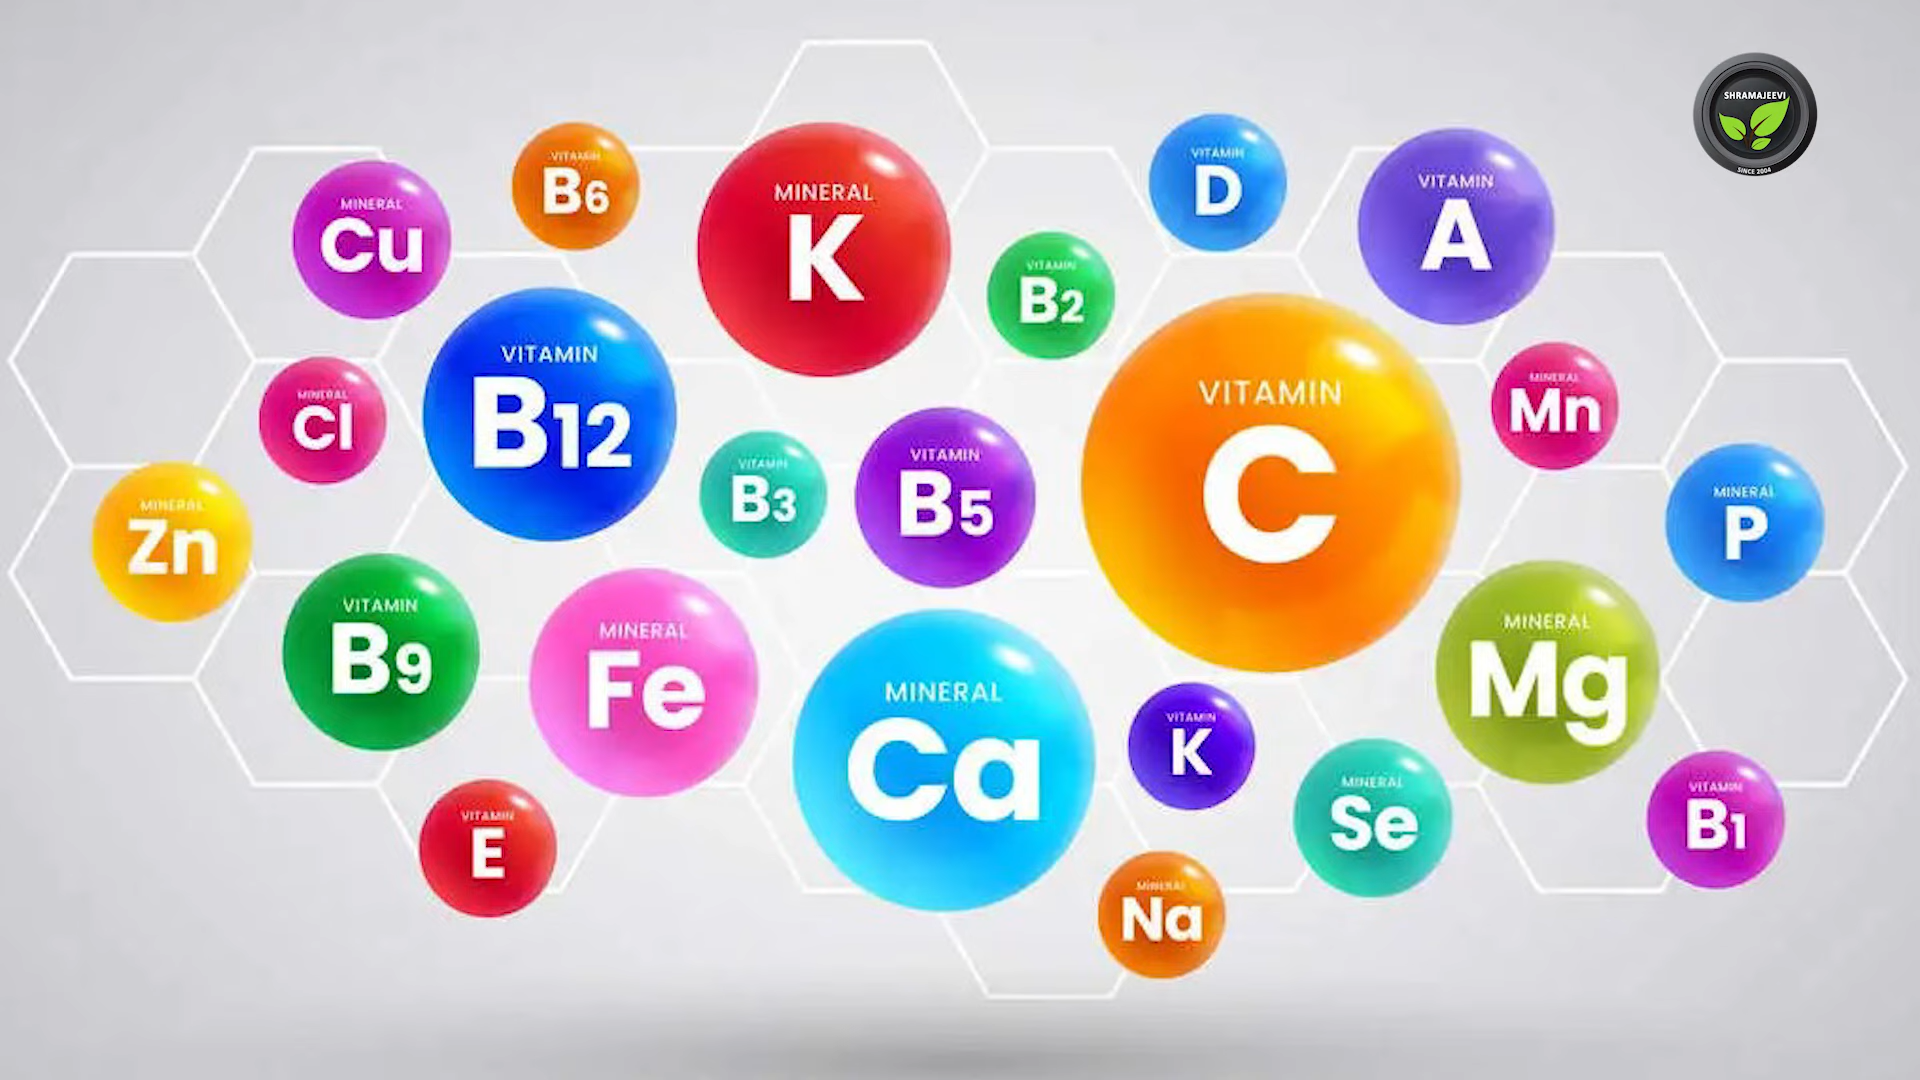 SHRAMAJEEVI
SINCE 2004
VITAMIN
B6
MINERAL
K
VITAMIN
D
VITAMIN
A
MINERAL
Cu
VITAMIN
B2
VITAMIN
B12
MINERAL
Cl
VITAMIN
C
MINERAL
Mn
VITAMIN
B3
VITAMIN
B5
MINERAL
Zn
MINERAL
P
VITAMIN
B9
MINERAL
Fe
MINERAL
Ca
MINERAL
Mg
VITAMIN
K
VITAMIN
E
MINERAL
Se
VITAMIN
B1
MINERAL
Na